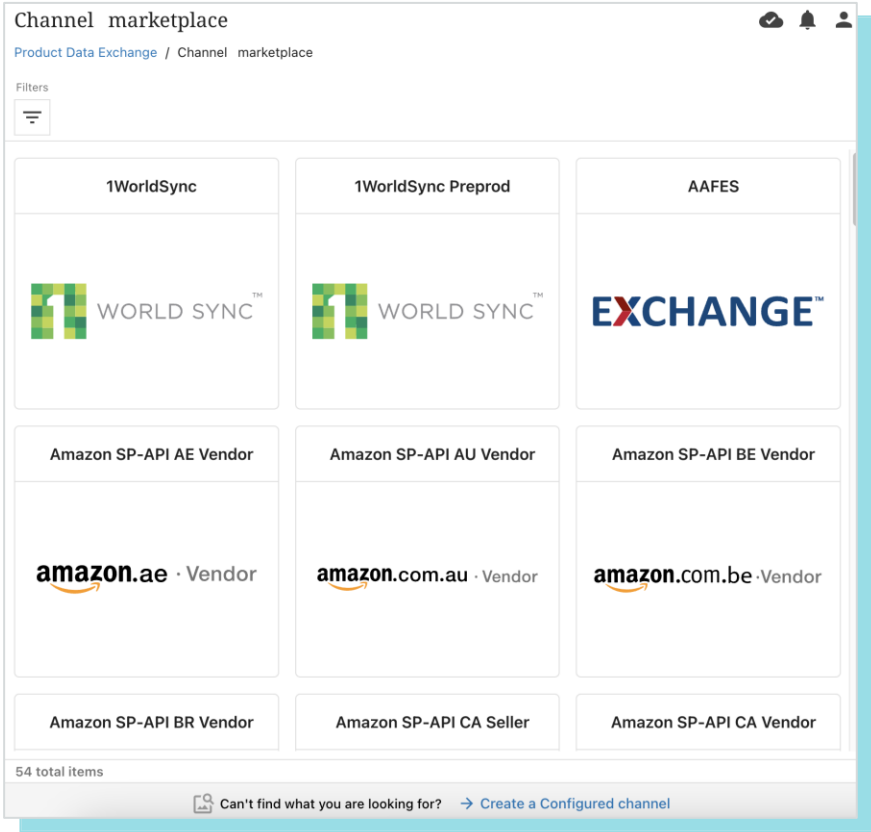 Channel marketplace
Product Data Exchange / Channel marketplace
Filters
1WorldSync
1WorldSync Preprod
AAFES
1 WORLD SYNC™
1 WORLD SYNC™
EXCHANGE™
Amazon SP-API AE Vendor
Amazon SP-API AU Vendor
Amazon SP-API BE Vendor
amazon.ae · Vendor
amazon.com.au · Vendor
amazon.com.be · Vendor
Amazon SP-API BR Vendor
Amazon SP-API CA Seller
Amazon SP-API CA Vendor
54 total items
Can't find what you are looking for? → Create a Configured channel